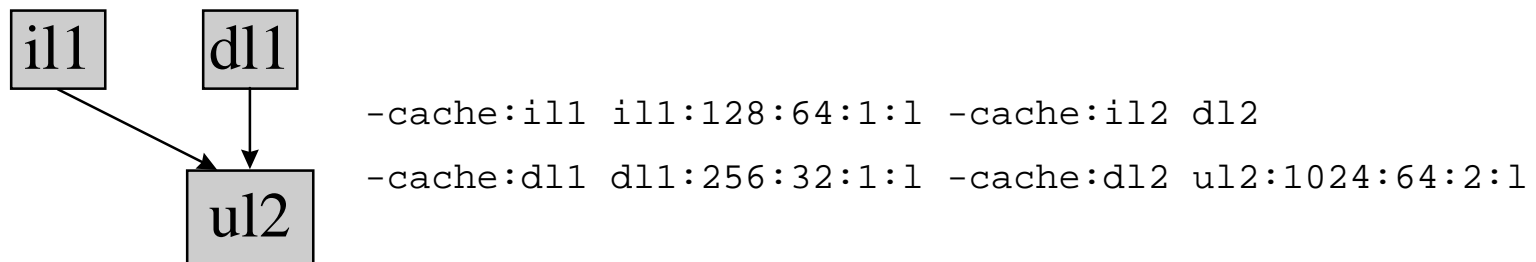 il1 dl1
-cache:il1 il1:128:64:1:l -cache:il2 dl2
-cache:dl1 dl1:256:32:1:l -cache:dl2 ul2:1024:64:2:l
ul2